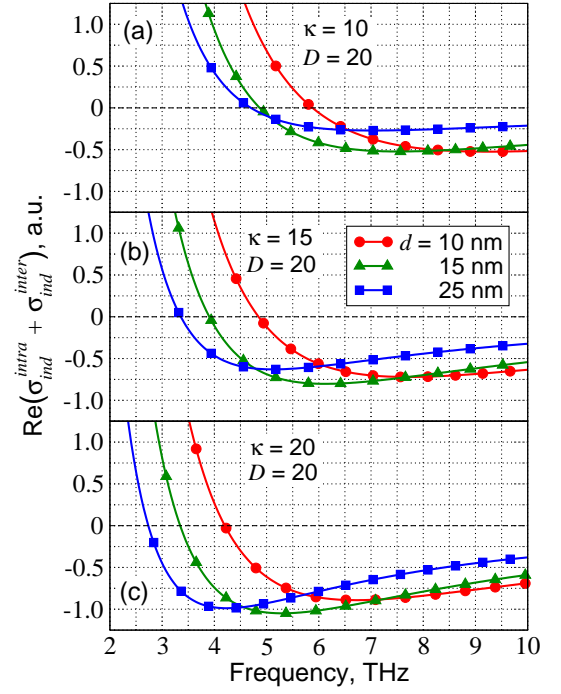 (a)
κ = 10
D = 20
1.0
0.5
0
-0.5
-1.0
(b)
κ = 15
D = 20
d = 10 nm
15 nm
25 nm
1.0
0.5
0
-0.5
-1.0
Re(σ_ind^intra + σ_ind^inter), a.u.
(c)
κ = 20
D = 20
1.0
0.5
0
-0.5
-1.0
2 3 4 5 6 7 8 9 10
Frequency, THz